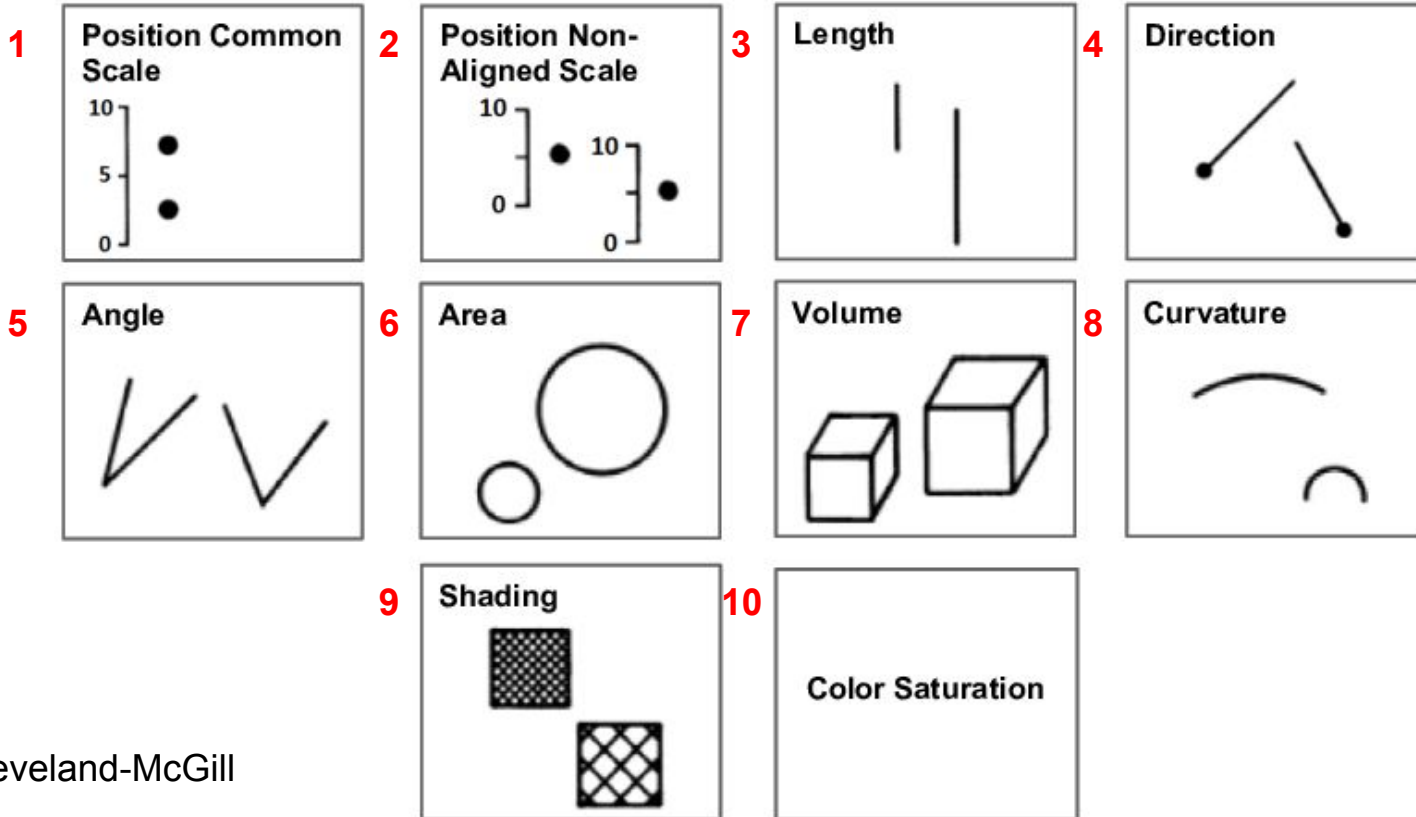 1
Position Common
Scale
10
5
0
2
Position Non-
Aligned Scale
10
0
10
0
3
Length
4
Direction
5
Angle
6
Area
7
Volume
8
Curvature
9
Shading
10
Color Saturation
eveland-McGill